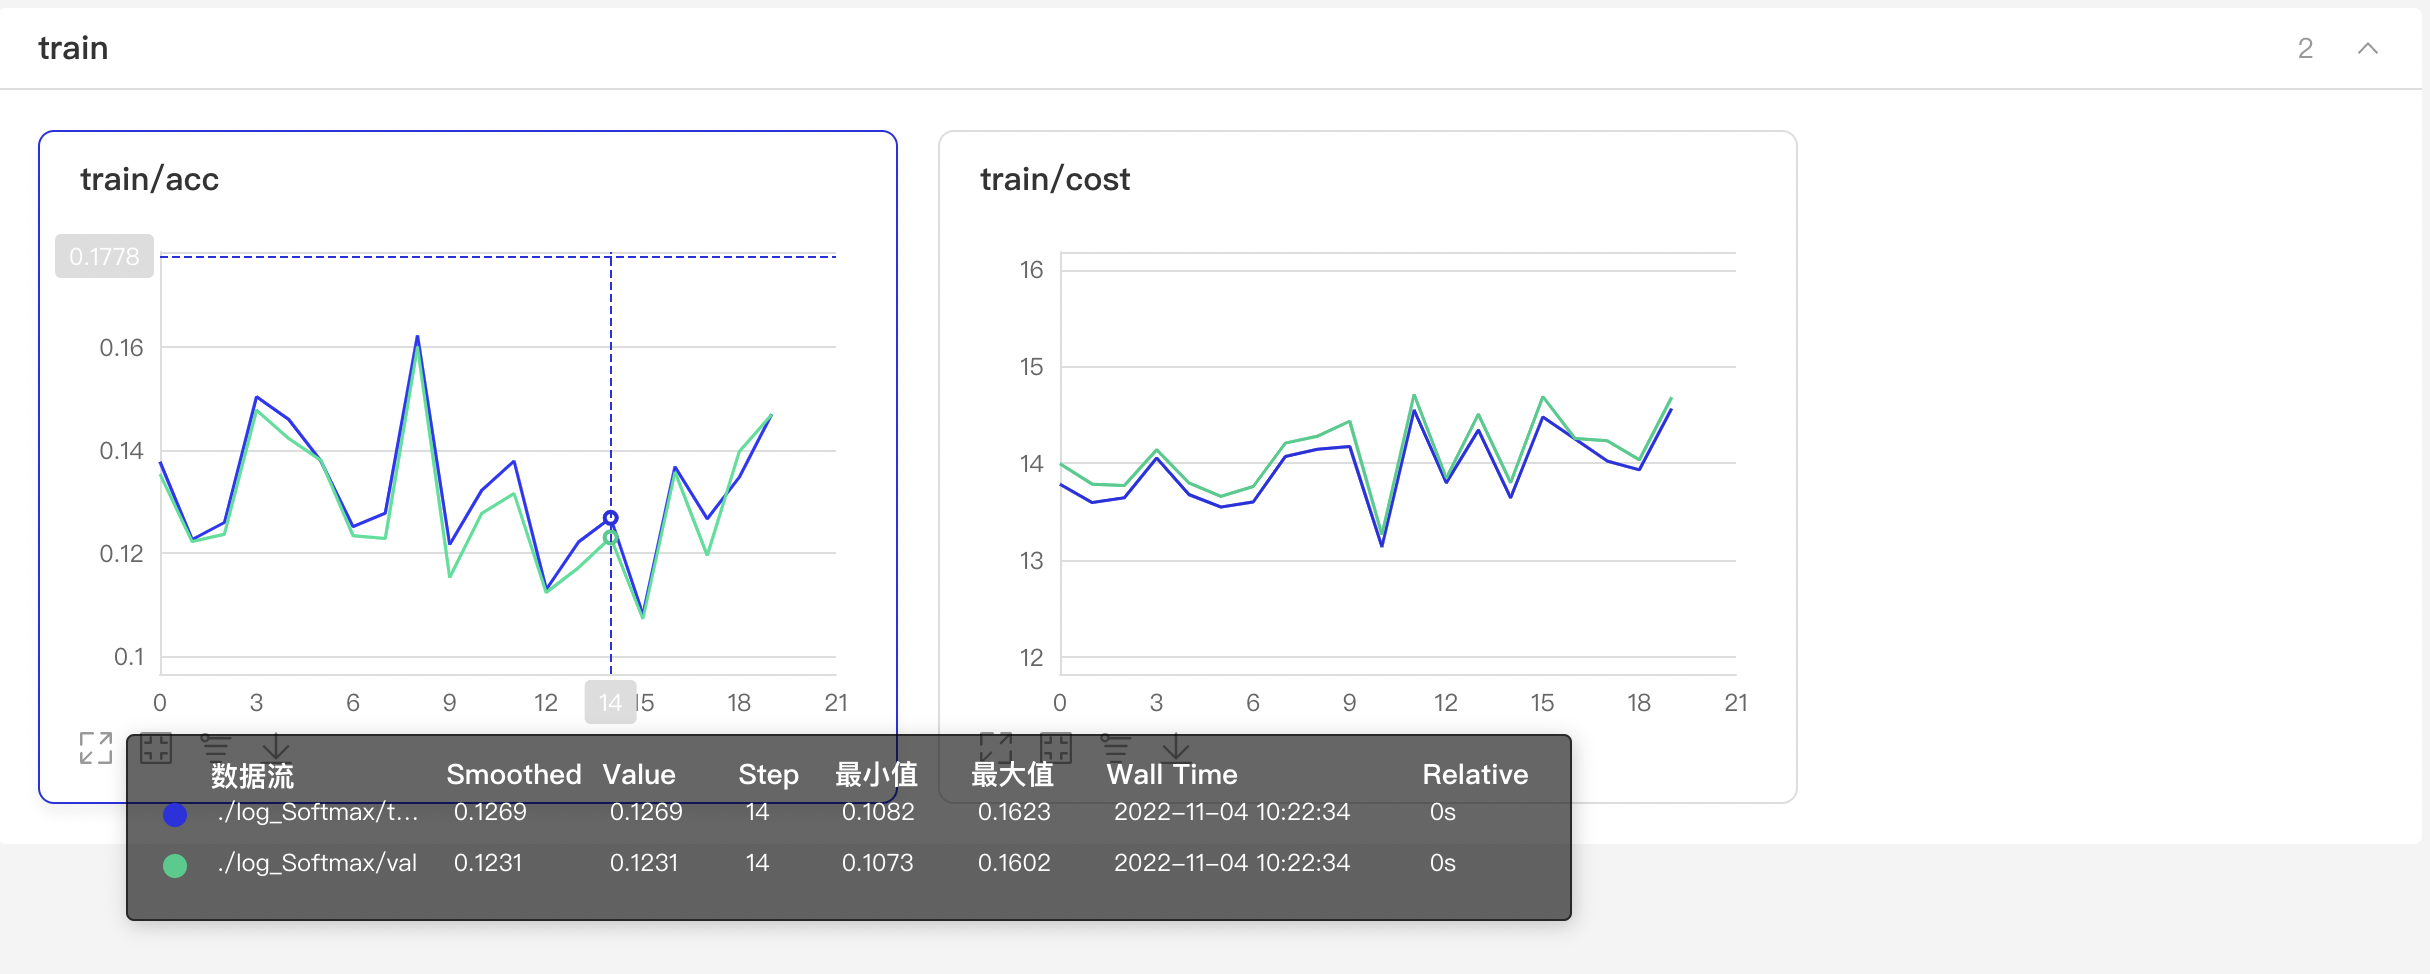 train
2
train/acc
0.1778
0.16
0.14
0.12
0.1
0 3 6 9 12 14 15 18 21
train/cost
16
15
14
13
12
0 3 6 9 12 15 18 21
数据流 Smoothed Value Step 最小值 最大值 Wall Time Relative
./log_Softmax/t... 0.1269 0.1269 14 0.1082 0.1623 2022-11-04 10:22:34 0s
./log_Softmax/val 0.1231 0.1231 14 0.1073 0.1602 2022-11-04 10:22:34 0s